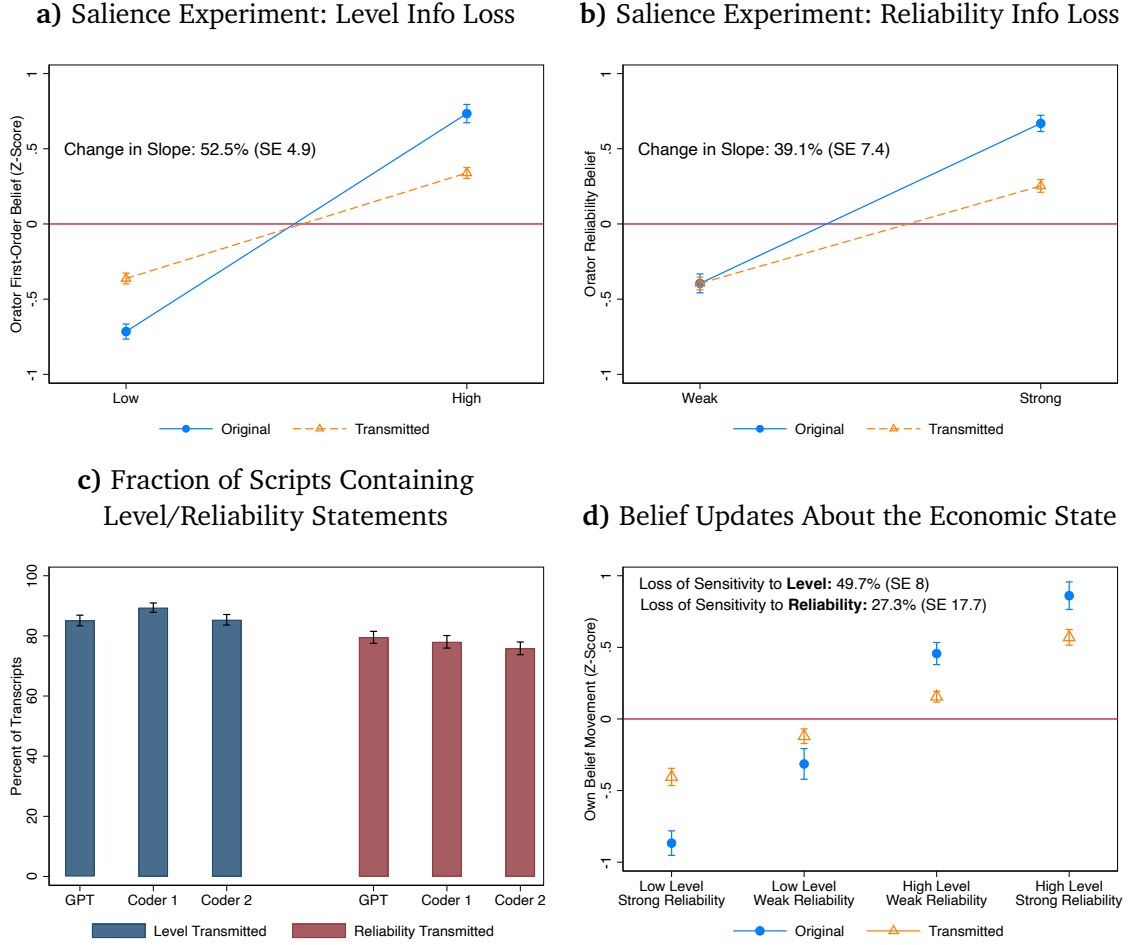 a) Salience Experiment: Level Info Loss
Orator First-Order Belief (Z-Score)
1
.5
0
-.5
-1
Change in Slope: 52.5% (SE 4.9)
Low
High
Original
Transmitted
b) Salience Experiment: Reliability Info Loss
Orator Reliability Belief
1
.5
0
-.5
-1
Change in Slope: 39.1% (SE 7.4)
Weak
Strong
Original
Transmitted
c) Fraction of Scripts Containing
Level/Reliability Statements
Percent of Transcripts
100
80
60
40
20
0
GPT
Coder 1
Coder 2
GPT
Coder 1
Coder 2
Level Transmitted
Reliability Transmitted
d) Belief Updates About the Economic State
Own Belief Movement (Z-Score)
1
.5
0
-.5
-1
Loss of Sensitivity to Level: 49.7% (SE 8)
Loss of Sensitivity to Reliability: 27.3% (SE 17.7)
Low Level
Strong Reliability
Low Level
Weak Reliability
High Level
Weak Reliability
High Level
Strong Reliability
Original
Transmitted